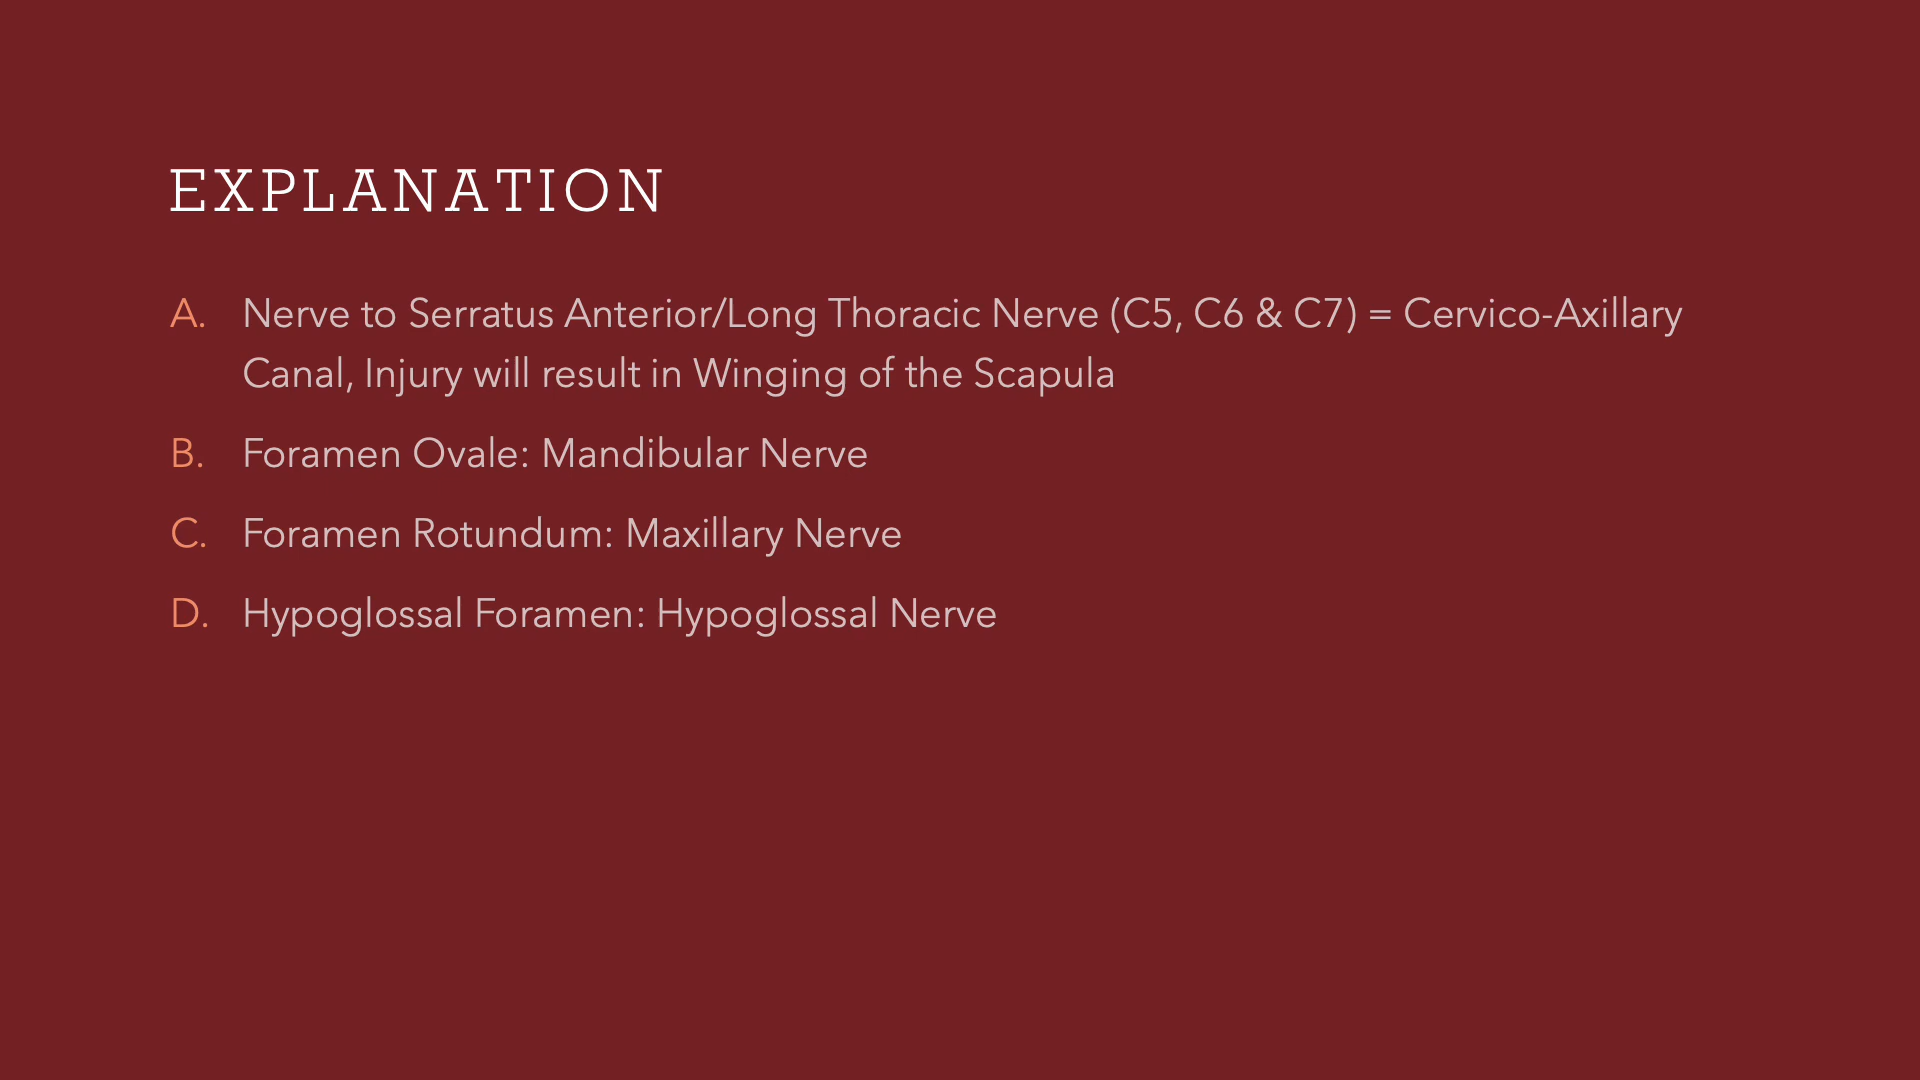 EXPLANATION
A. Nerve to Serratus Anterior/Long Thoracic Nerve (C5, C6 & C7) = Cervico-Axillary
Canal, Injury will result in Winging of the Scapula
B. Foramen Ovale: Mandibular Nerve
C. Foramen Rotundum: Maxillary Nerve
D. Hypoglossal Foramen: Hypoglossal Nerve